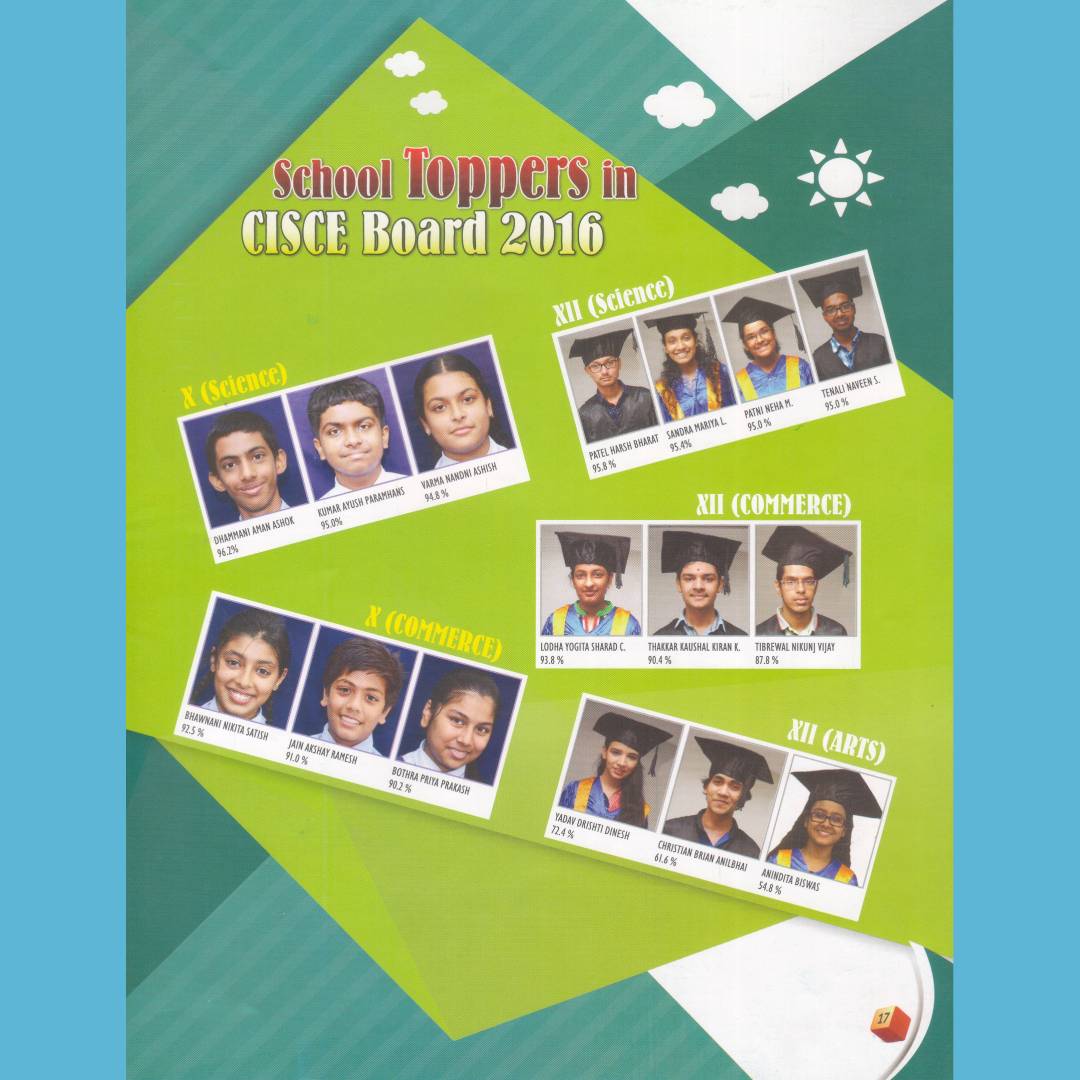 School Toppers in
CISCE Board 2016
X (Science)
DHAMMANI AMAN ASHOK
96.2%
KUMAR AYUSH PARAMHANS
95.0%
VARMA NANDNI ASHISH
94.8 %
XII (Science)
PATEL HARSH BHARAT
95.8 %
SANDRA MARIYA L.
95.4%
PATNI NEHA M.
95.0 %
TENALI NAVEEN S.
95.0 %
XII (COMMERCE)
LODHA YOGITA SHARAD C.
93.8 %
THAKKAR KAUSHAL KIRAN K.
90.4 %
TIBREWAL NIKUNJ VIJAY
87.8 %
X (COMMERCE)
BHAWNANI NIKITA SATISH
92.5 %
JAIN AKSHAY RAMESH
91.0 %
BOTHRA PRIYA PRAKASH
90.2 %
XII (ARTS)
YADAV DRISHTI DINESH
72.4 %
CHRISTIAN BRIAN ANILBHAI
61.6 %
ANINDITA BISWAS
54.8 %
17